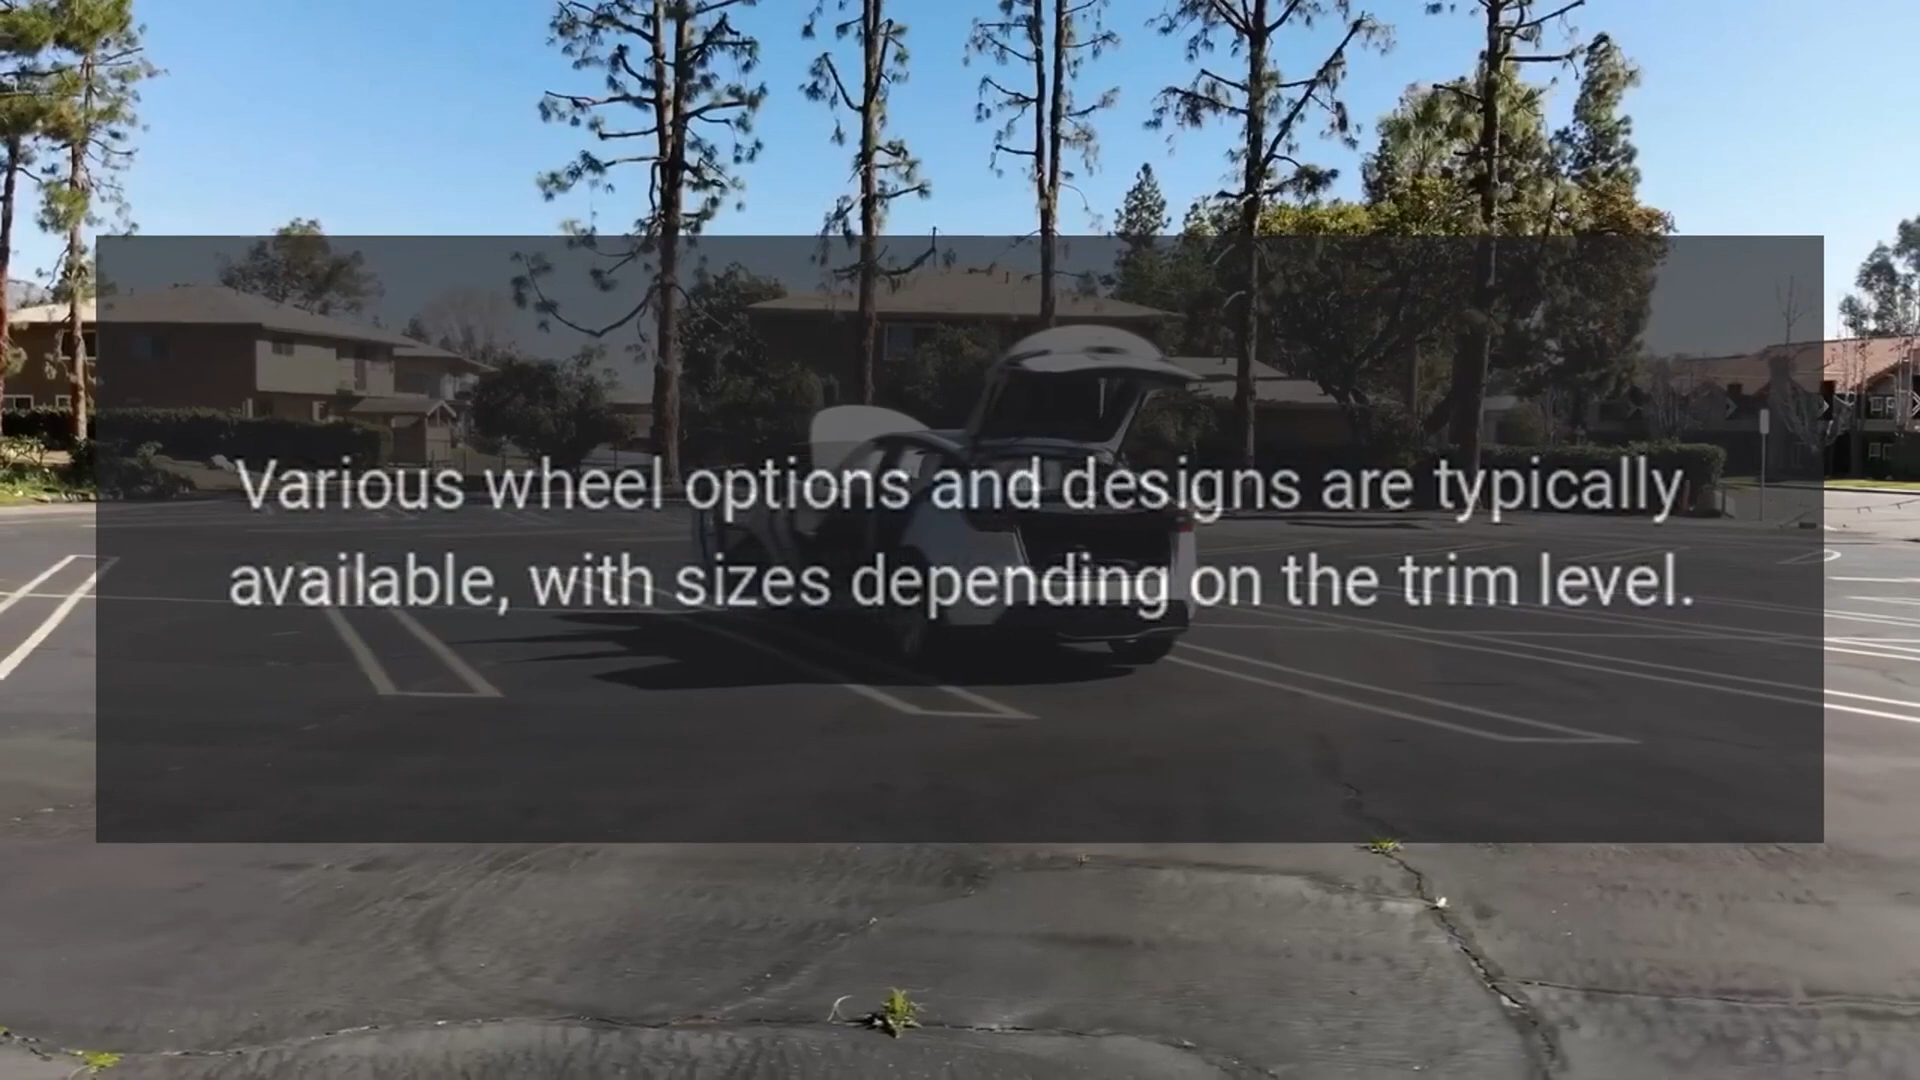 Various wheel options and designs are typically
available, with sizes depending on the trim level.